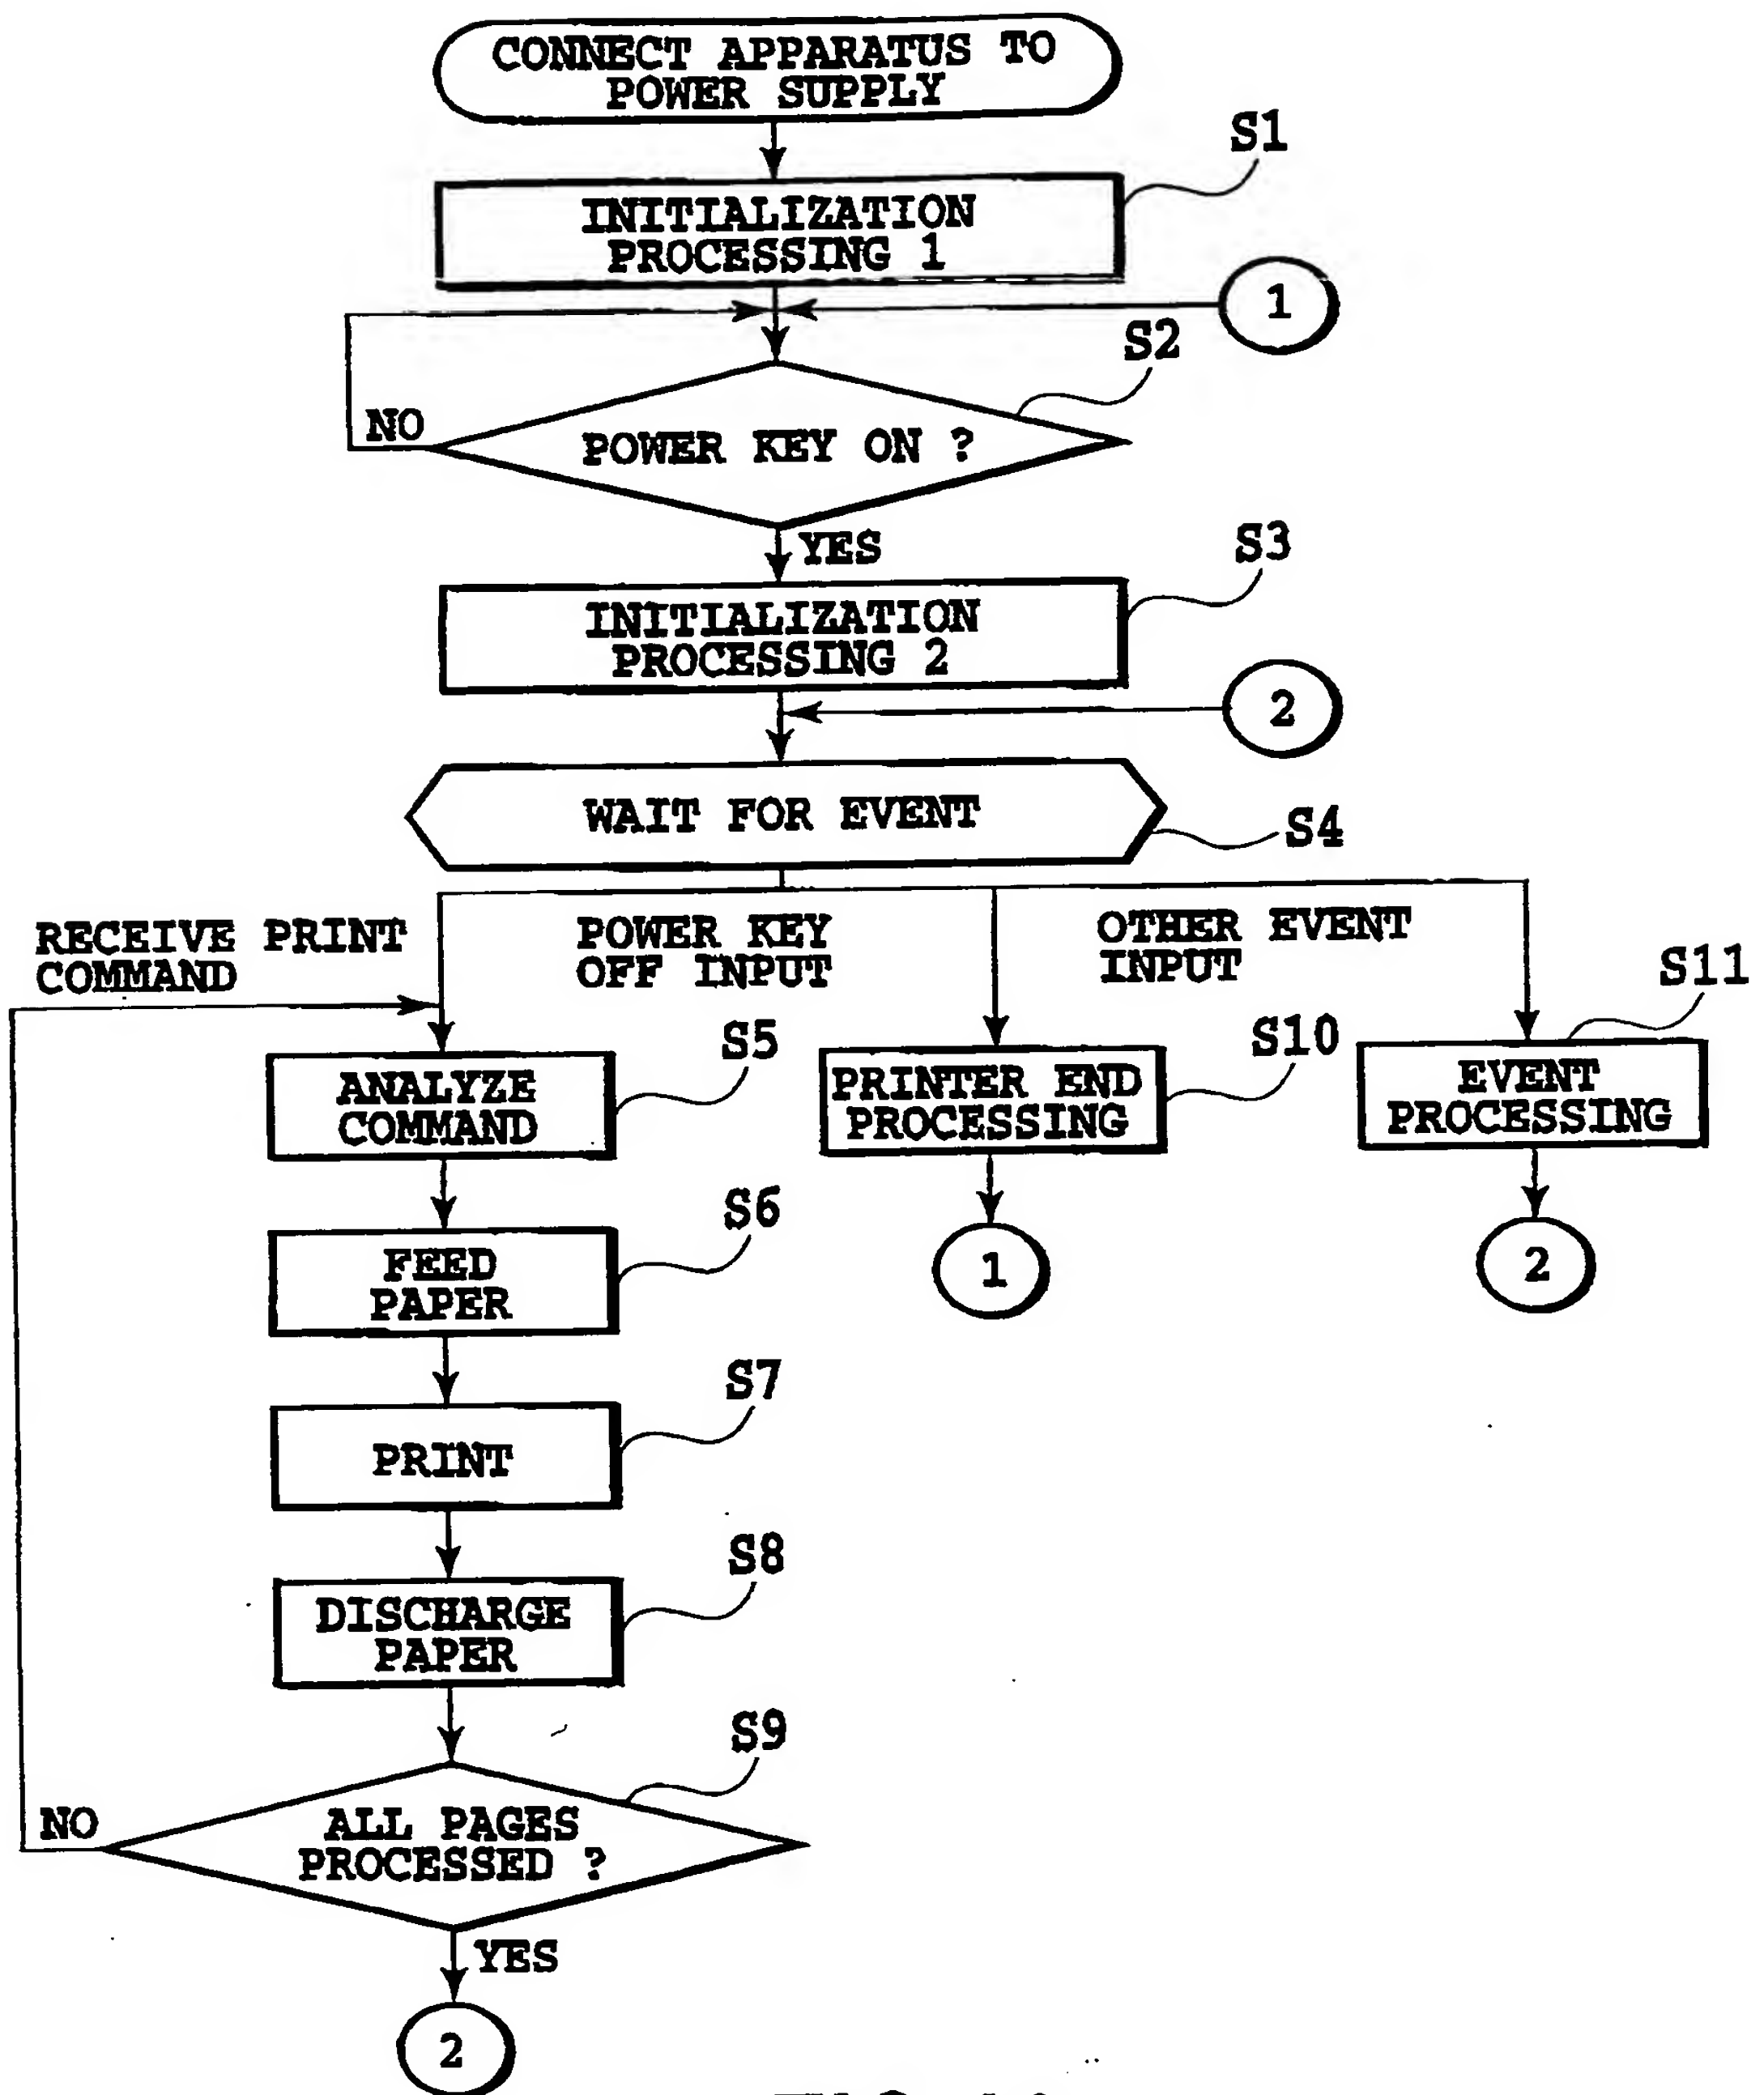 CONNECT APPARATUS TO
POWER SUPPLY
S1
INITIALIZATION
PROCESSING 1
1
S2
NO
POWER KEY ON ?
YES
S3
INITIALIZATION
PROCESSING 2
2
WAIT FOR EVENT
S4
RECEIVE PRINT
COMMAND
POWER KEY
OFF INPUT
OTHER EVENT
INPUT
S11
S5
S10
ANALYZE
COMMAND
PRINTER END
PROCESSING
EVENT
PROCESSING
S6
FEED
PAPER
1
2
S7
PRINT
S8
DISCHARGE
PAPER
S9
NO
ALL PAGES
PROCESSED ?
YES
2